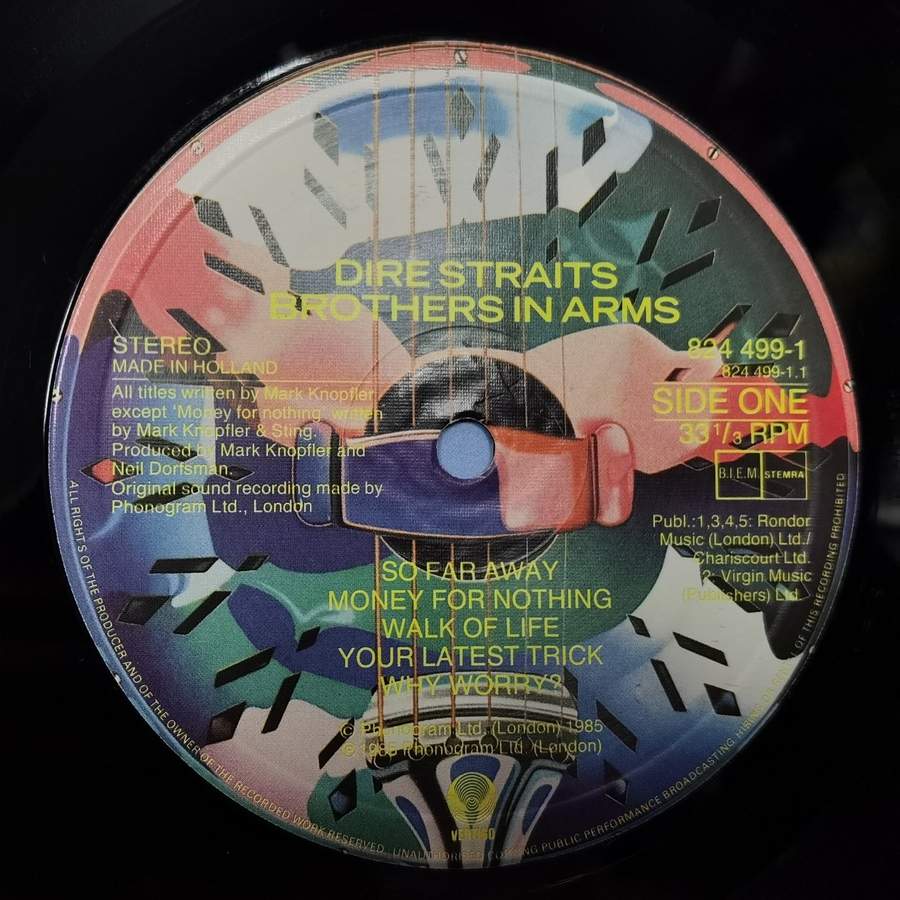 DIRE STRAITS
BROTHERS IN ARMS
STEREO
MADE IN HOLLAND
All titles written by Mark Knopfler
except 'Money for nothing' written
by Mark Knopfler & Sting.
Produced by Mark Knopfler and
Neil Dorfsman.
Original sound recording made by
Phonogram Ltd., London
824 499-1
824 499-1.1
SIDE ONE
33 1/3 RPM
B.I.E.M. STEMRA
Publ.:1,3,4,5: Rondor
Music (London) Ltd./
Chariscourt Ltd.
2: Virgin Music
(Publishers) Ltd.
SO FAR AWAY
MONEY FOR NOTHING
WALK OF LIFE
YOUR LATEST TRICK
WHY WORRY?
© Phonogram Ltd. (London) 1985
℗ 1985 Phonogram Ltd. (London)
VERTIGO
ALL RIGHTS OF THE PRODUCER AND OF THE OWNER OF THE RECORDED WORK RESERVED. UNAUTHORISED COPYING PUBLIC PERFORMANCE BROADCASTING OF THIS RECORDING PROHIBITED